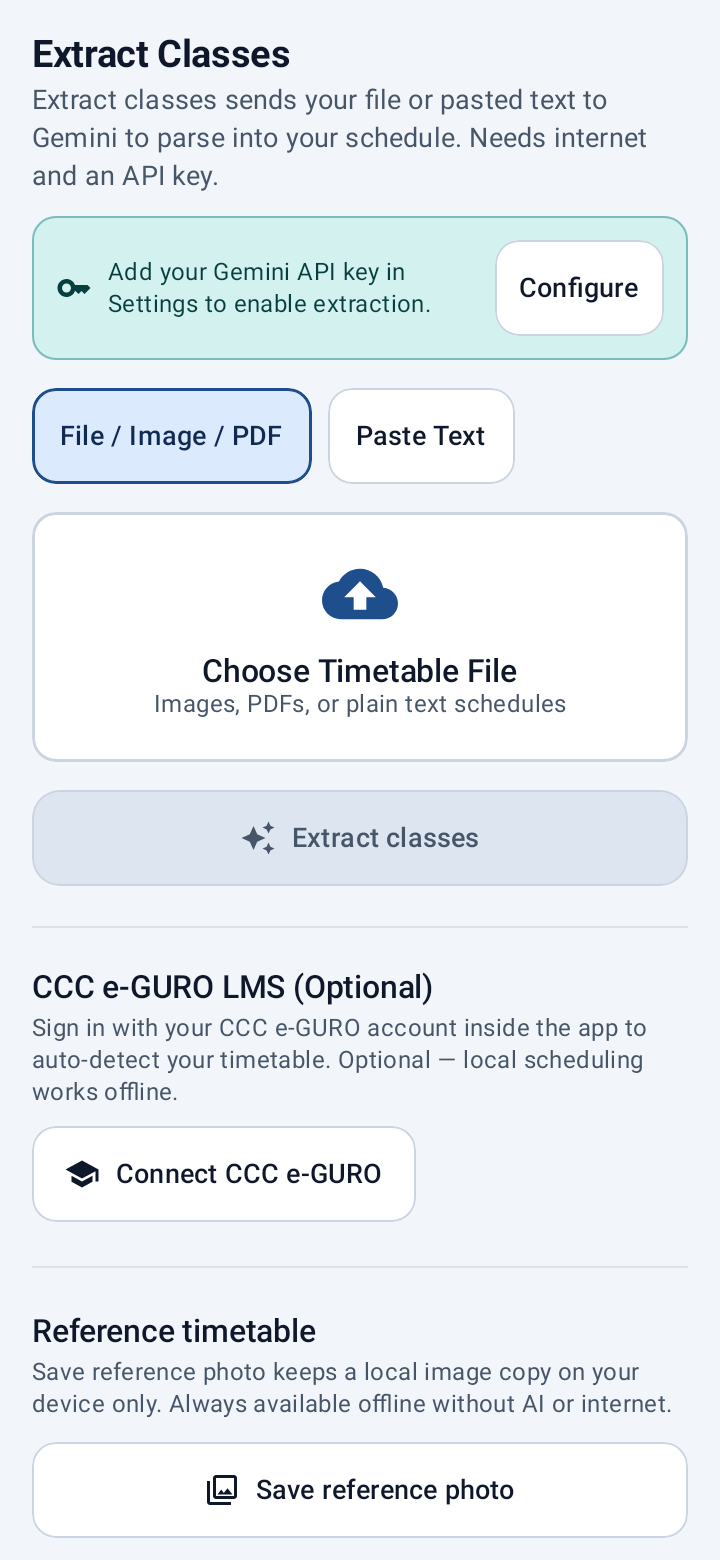 Extract Classes
Extract classes sends your file or pasted text to
Gemini to parse into your schedule. Needs internet
and an API key.
Add your Gemini API key in
Settings to enable extraction.
Configure
File / Image / PDF
Paste Text
Choose Timetable File
Images, PDFs, or plain text schedules
Extract classes
CCC e-GURO LMS (Optional)
Sign in with your CCC e-GURO account inside the app to
auto-detect your timetable. Optional — local scheduling
works offline.
Connect CCC e-GURO
Reference timetable
Save reference photo keeps a local image copy on your
device only. Always available offline without AI or internet.
Save reference photo